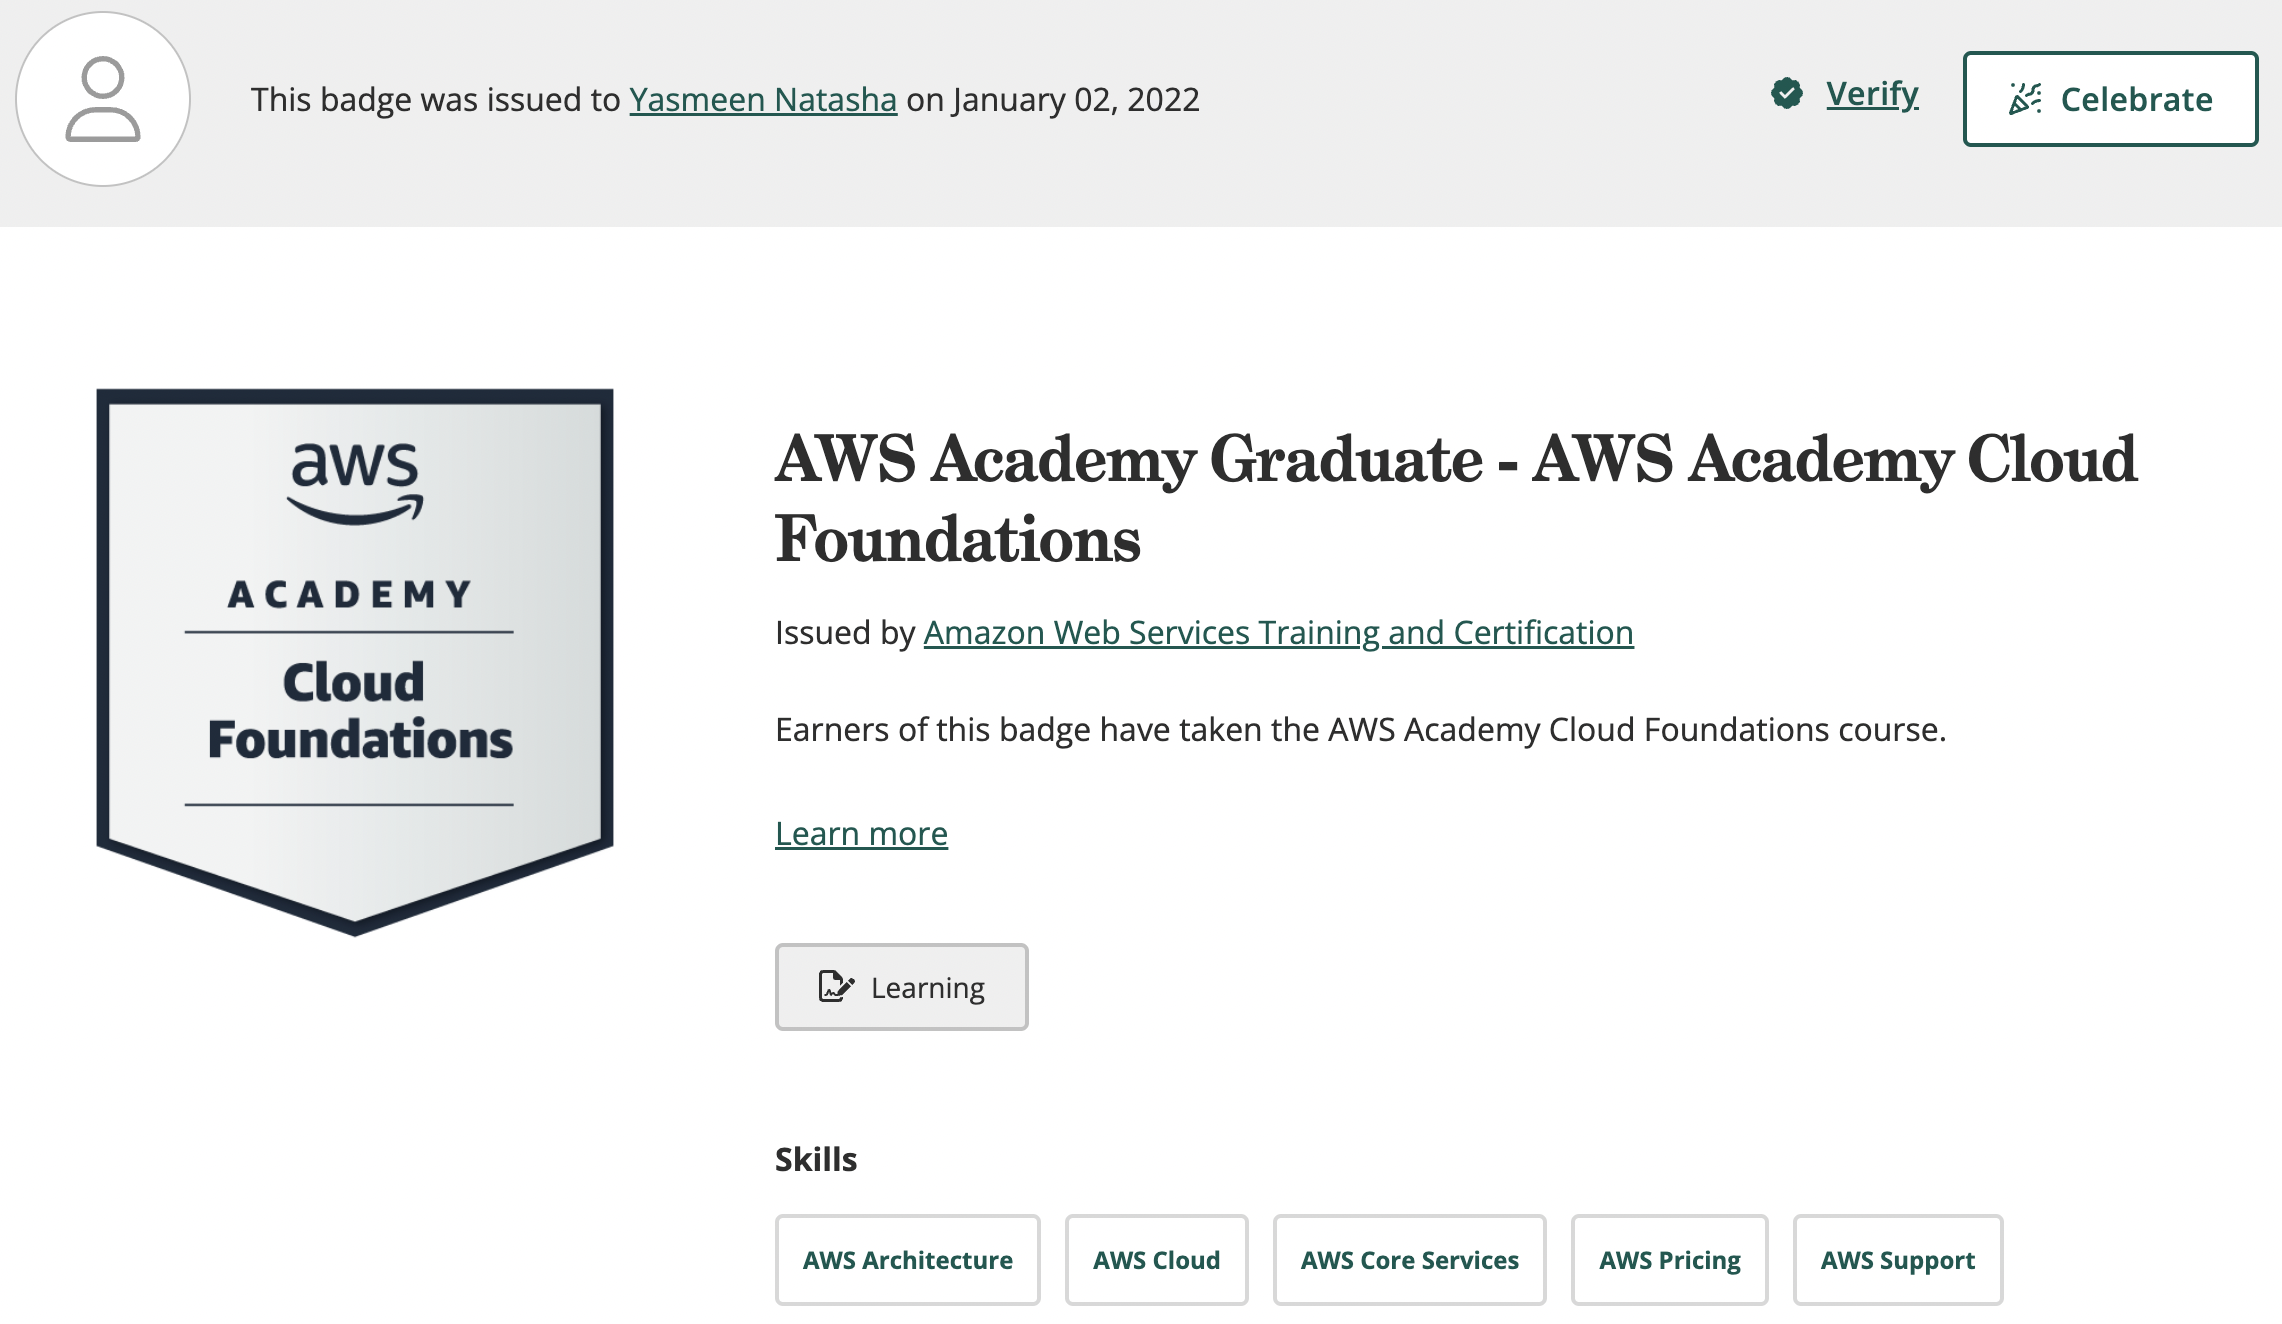 This badge was issued to Yasmeen Natasha on January 02, 2022
Verify
Celebrate
aws
ACADEMY
Cloud
Foundations
AWS Academy Graduate - AWS Academy Cloud
Foundations
Issued by Amazon Web Services Training and Certification
Earners of this badge have taken the AWS Academy Cloud Foundations course.
Learn more
Learning
Skills
AWS Architecture
AWS Cloud
AWS Core Services
AWS Pricing
AWS Support